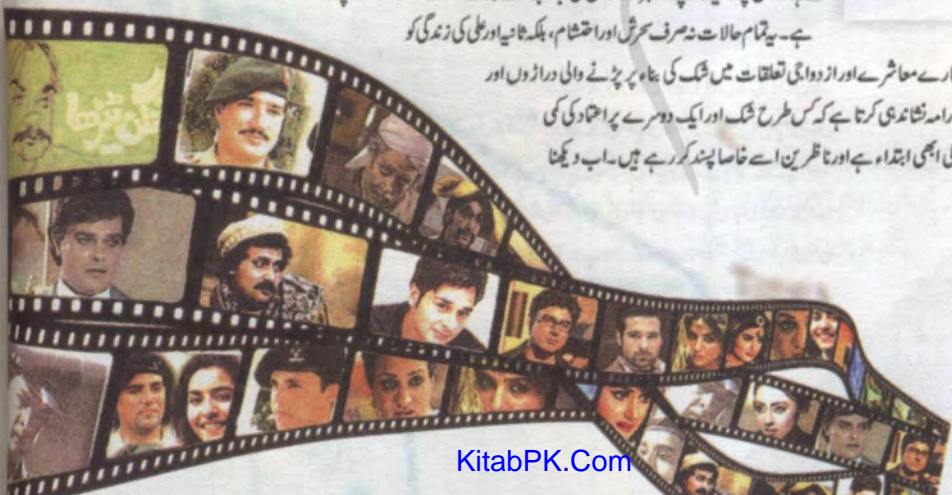 ہے۔ یہ تمام حالات نہ صرف سحرش اور احتشام، بلکہ ثانیہ اور علی کی زندگی کو
معاشرے اور ازدواجی تعلقات میں شک کی بناء پر پڑنے والی دراڑوں اور
نشاندہی کرتا ہے کہ کس طرح شک اور ایک دوسرے پر اعتماد کی کمی
ابھی ابتداء ہے اور ناظرین اسے خاصا پسند کر رہے ہیں۔ اب دیکھنا
KitabPK.Com